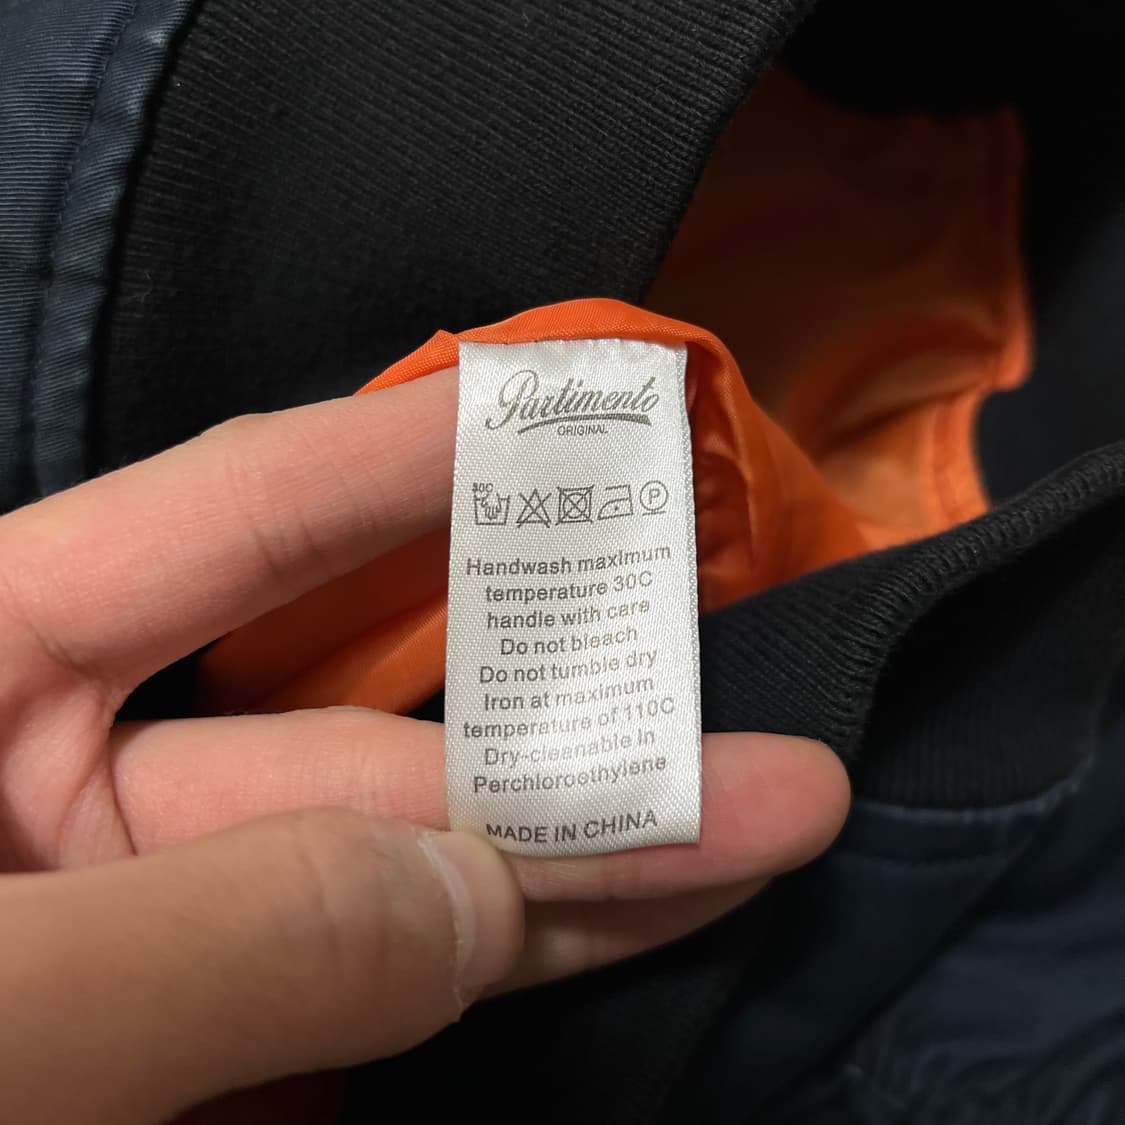 Partimento
ORIGINAL
30C
P
Handwash maximum
temperature 30C
handle with care
Do not bleach
Do not tumble dry
Iron at maximum
temperature of 110C
Dry-cleanable in
Perchloroethylene
MADE IN CHINA